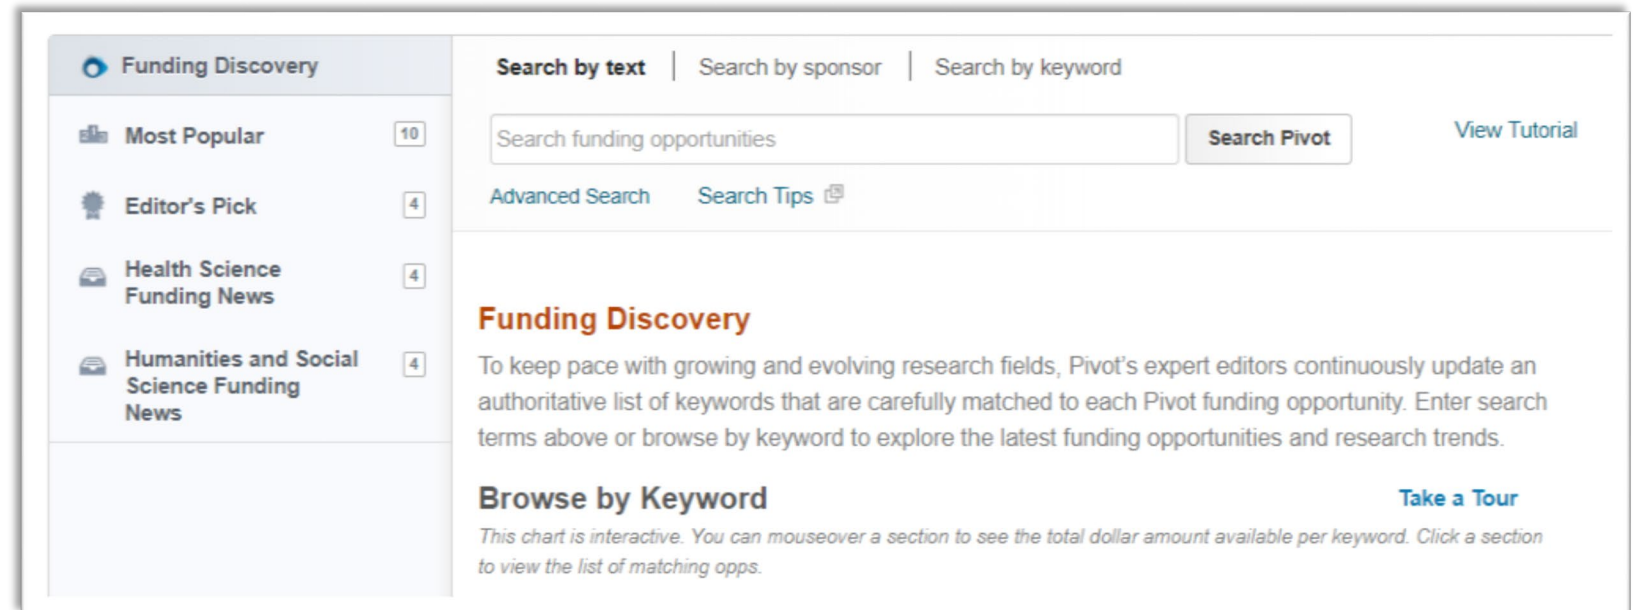 Funding Discovery
Most Popular 10
Editor's Pick 4
Health Science 4
Funding News
Humanities and Social 4
Science Funding
News
Search by text | Search by sponsor | Search by keyword
Search funding opportunities Search Pivot View Tutorial
Advanced Search Search Tips
Funding Discovery
To keep pace with growing and evolving research fields, Pivot's expert editors continuously update an
authoritative list of keywords that are carefully matched to each Pivot funding opportunity. Enter search
terms above or browse by keyword to explore the latest funding opportunities and research trends.
Browse by Keyword Take a Tour
This chart is interactive. You can mouseover a section to see the total dollar amount available per keyword. Click a section
to view the list of matching opps.